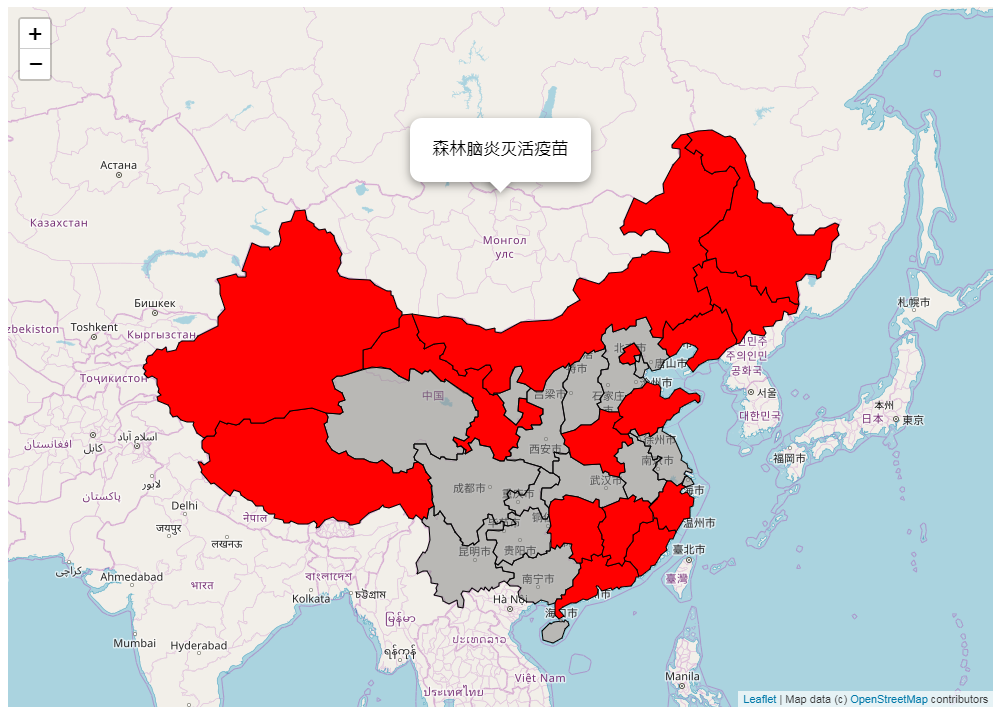 +
−
森林脑炎灭活疫苗
Астана
Казахстан
Монгол
улс
Бишкек
Toshkent
Кыргызстан
zbekistan
Тоҷикистон
札幌市
주의인민
공화국
서울
대한민국
本州
日本
東京
福岡市
افغانستان
کابل
اسلام آباد
لاہور
پاکستان
Delhi
जयपुर
नेपाल
लखनऊ
کراچی
Ahmedabad
भारत
বাংলাদেশ
Kolkata
চট্টগ্রাম
Mumbai
Hyderabad
မြန်မာ
ရန်ကုန်
ປະເທດລາວ
ประเทศไทย
Việt Nam
Hà Nội
Manila
中国
唐山市
吕梁市
石家庄
西安市
徐州市
南京市
武汉市
成都市
昆明市
贵阳市
南宁市
海口市
温州市
臺北市
臺灣
Leaflet | Map data (c) OpenStreetMap contributors